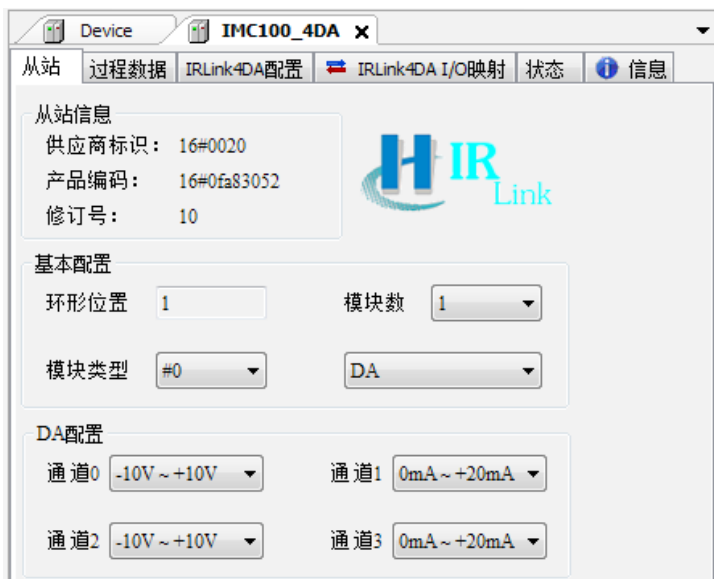 Device IMC100_4DA
从站 过程数据 IRLink4DA配置 IRLink4DA I/O映射 状态 信息
从站信息
供应商标识： 16#0020
产品编码： 16#0fa83052
修订号： 10
H IR Link
基本配置
环形位置 1 模块数 1
模块类型 #0 DA
DA配置
通道0 -10V ~ +10V 通道1 0mA ~ +20mA
通道2 -10V ~ +10V 通道3 0mA ~ +20mA